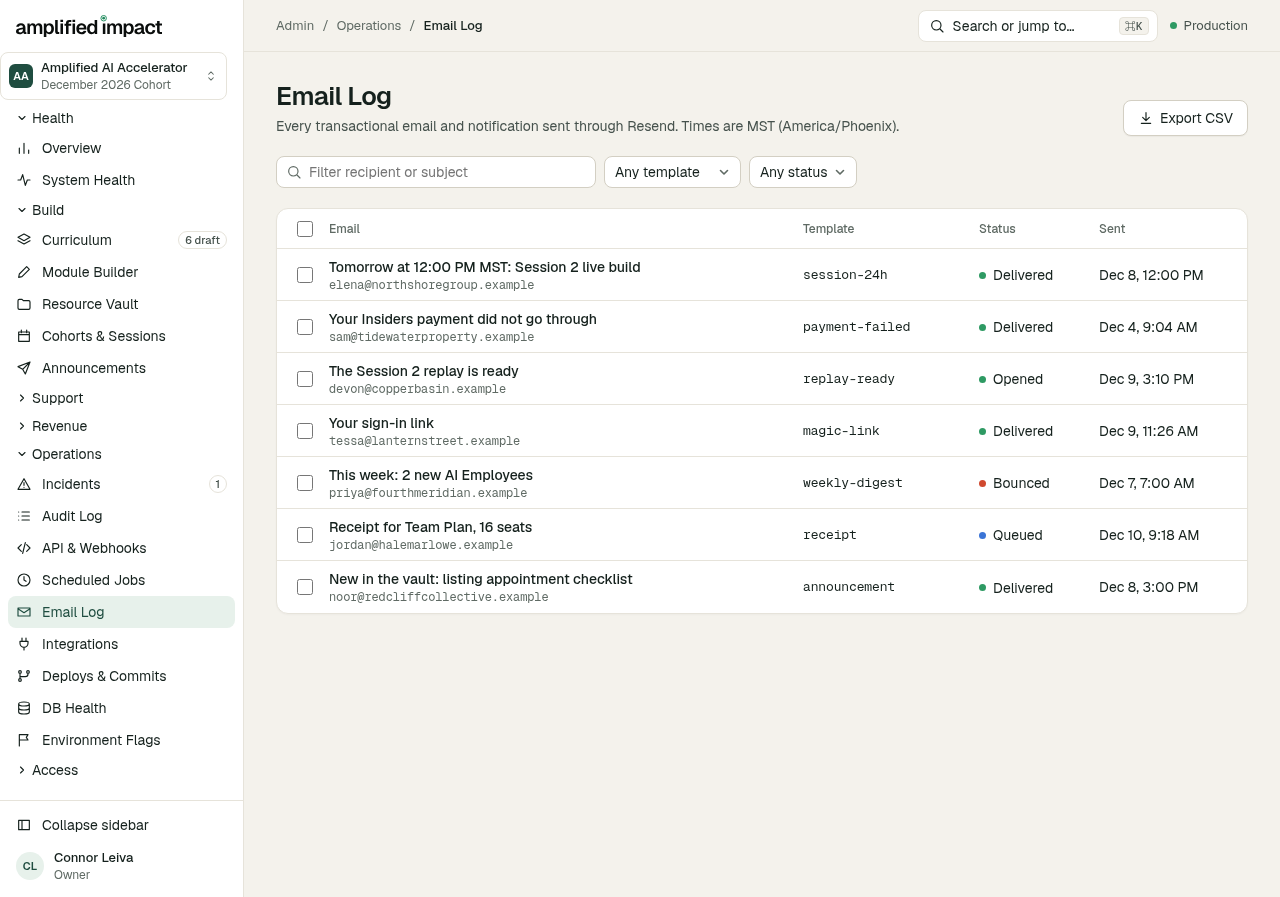 amplified impact
AA
Amplified AI Accelerator
December 2026 Cohort
Health
Overview
System Health
Build
Curriculum
6 draft
Module Builder
Resource Vault
Cohorts & Sessions
Announcements
Support
Revenue
Operations
Incidents
1
Audit Log
API & Webhooks
Scheduled Jobs
Email Log
Integrations
Deploys & Commits
DB Health
Environment Flags
Access
Collapse sidebar
CL
Connor Leiva
Owner
Admin / Operations / Email Log
Search or jump to…
⌘K
Production
Email Log
Every transactional email and notification sent through Resend. Times are MST (America/Phoenix).
Export CSV
Filter recipient or subject
Any template
Any status
Email Template Status Sent
Tomorrow at 12:00 PM MST: Session 2 live build
elena@northshoregroup.example
session-24h
Delivered
Dec 8, 12:00 PM
Your Insiders payment did not go through
sam@tidewaterproperty.example
payment-failed
Delivered
Dec 4, 9:04 AM
The Session 2 replay is ready
devon@copperbasin.example
replay-ready
Opened
Dec 9, 3:10 PM
Your sign-in link
tessa@lanternstreet.example
magic-link
Delivered
Dec 9, 11:26 AM
This week: 2 new AI Employees
priya@fourthmeridian.example
weekly-digest
Bounced
Dec 7, 7:00 AM
Receipt for Team Plan, 16 seats
jordan@halemarlowe.example
receipt
Queued
Dec 10, 9:18 AM
New in the vault: listing appointment checklist
noor@redcliffcollective.example
announcement
Delivered
Dec 8, 3:00 PM